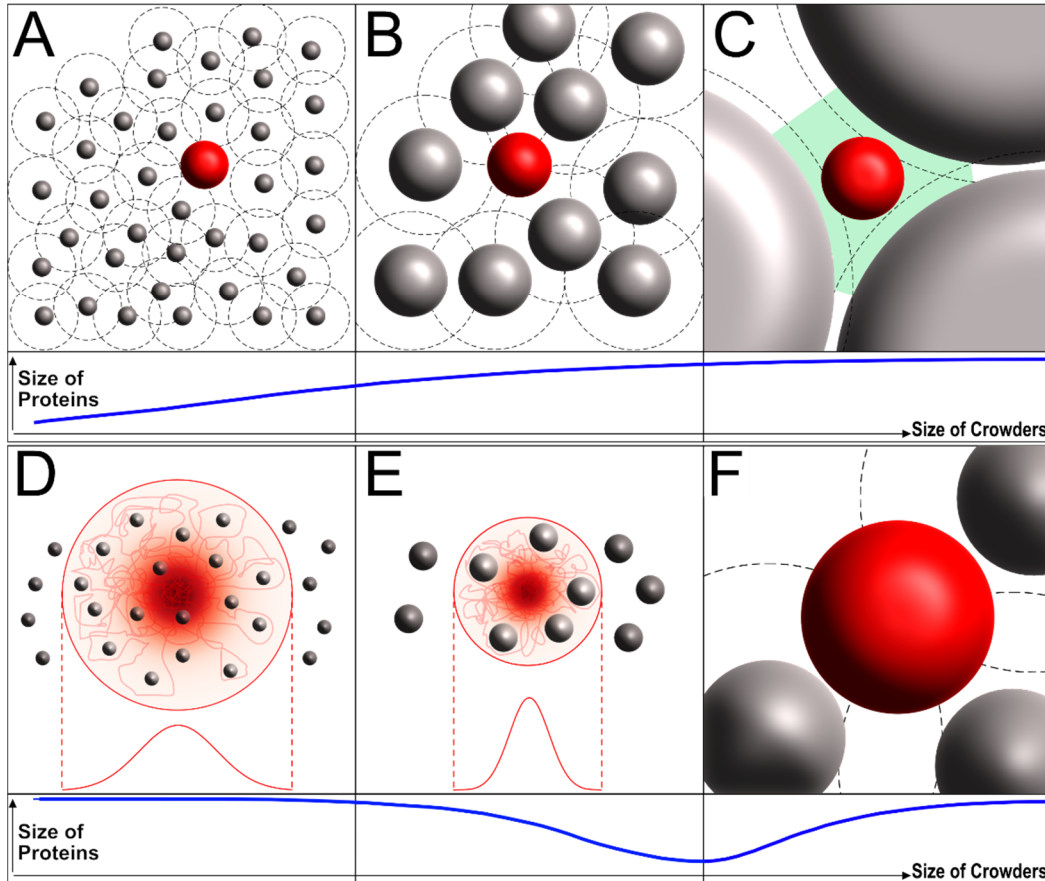 A
B
C
Size of
Proteins
Size of Crowders
D
E
F
Size of
Proteins
Size of Crowders